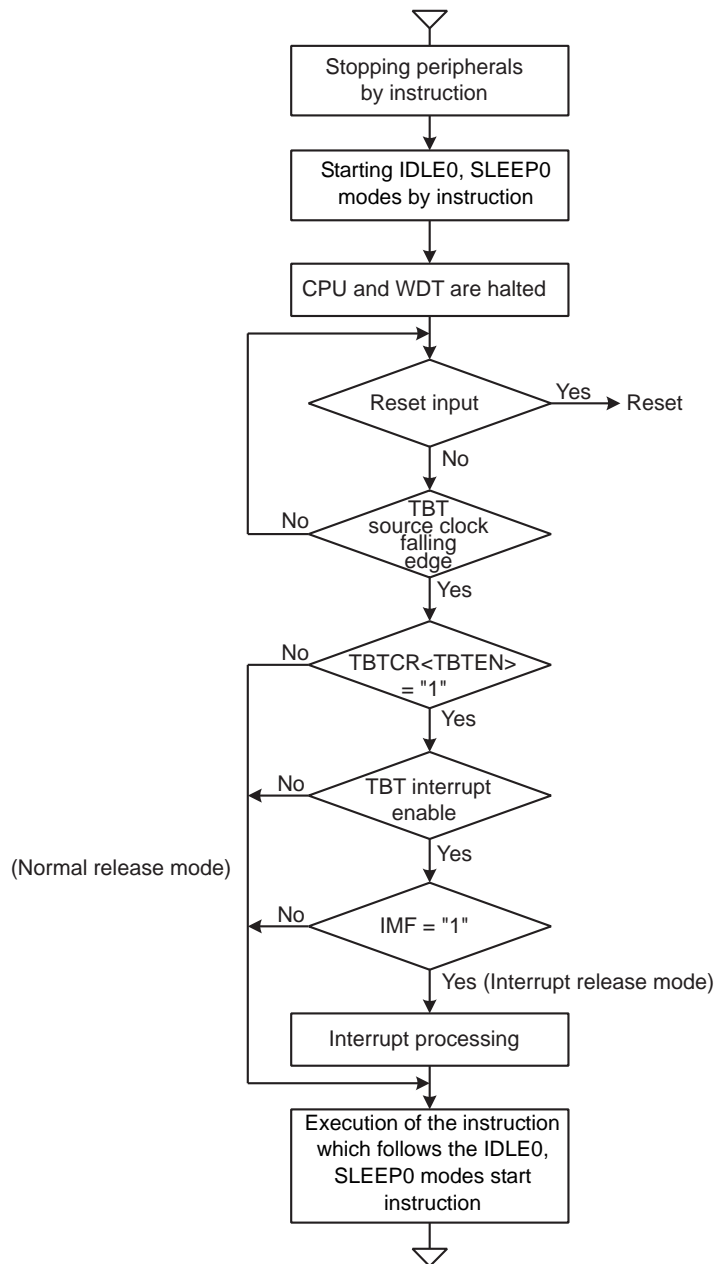 Stopping peripherals
by instruction
Starting IDLE0, SLEEP0
modes by instruction
CPU and WDT are halted
Reset input
Yes
Reset
No
TBT
source clock
falling
edge
No
Yes
TBTCR<TBTEN>
= "1"
No
Yes
TBT interrupt
enable
No
Yes
(Normal release mode)
IMF = "1"
No
Yes (Interrupt release mode)
Interrupt processing
Execution of the instruction
which follows the IDLE0,
SLEEP0 modes start
instruction